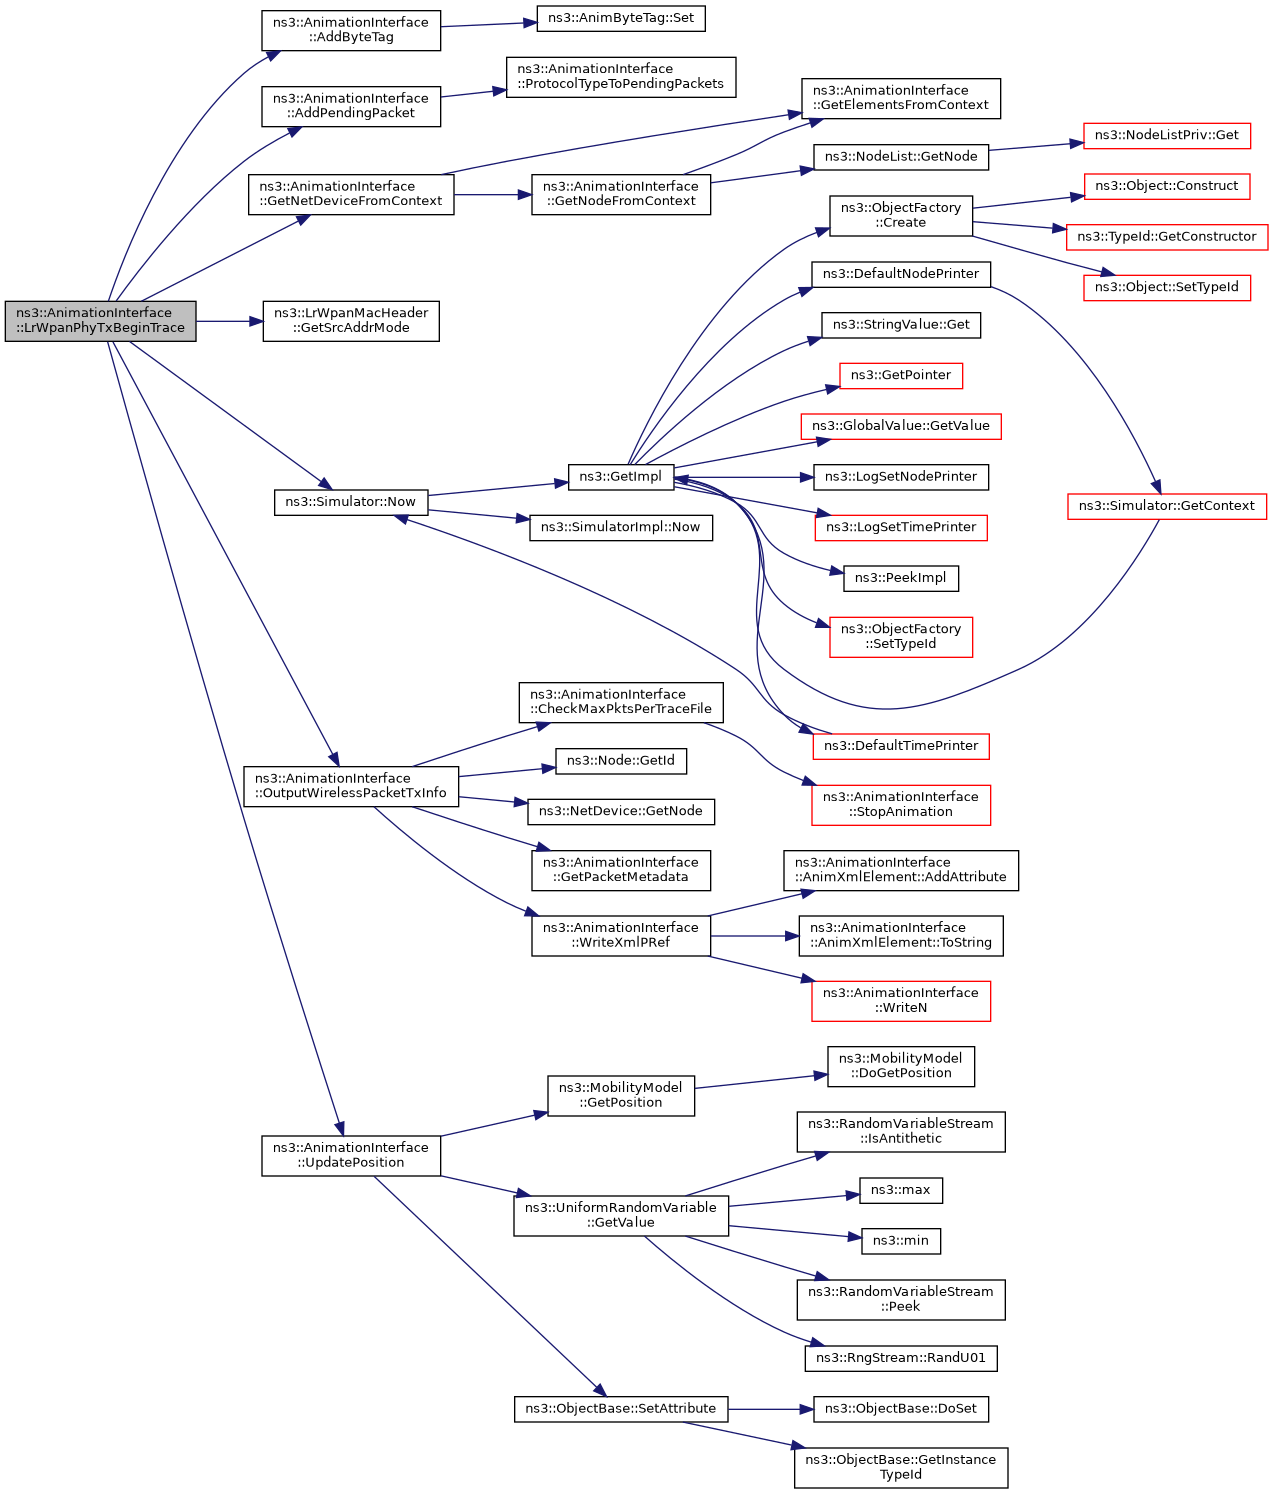 ns3::AnimationInterface
::LrWpanPhyTxBeginTrace
ns3::AnimationInterface
::AddByteTag
ns3::AnimByteTag::Set
ns3::AnimationInterface
::AddPendingPacket
ns3::AnimationInterface
::ProtocolTypeToPendingPackets
ns3::AnimationInterface
::GetNetDeviceFromContext
ns3::AnimationInterface
::GetElementsFromContext
ns3::AnimationInterface
::GetNodeFromContext
ns3::NodeList::GetNode
ns3::NodeListPriv::Get
ns3::LrWpanMacHeader
::GetSrcAddrMode
ns3::Simulator::Now
ns3::GetImpl
ns3::SimulatorImpl::Now
ns3::ObjectFactory
::Create
ns3::Object::Construct
ns3::TypeId::GetConstructor
ns3::Object::SetTypeId
ns3::DefaultNodePrinter
ns3::StringValue::Get
ns3::GetPointer
ns3::GlobalValue::GetValue
ns3::LogSetNodePrinter
ns3::LogSetTimePrinter
ns3::PeekImpl
ns3::ObjectFactory
::SetTypeId
ns3::DefaultTimePrinter
ns3::Simulator::GetContext
ns3::AnimationInterface
::OutputWirelessPacketTxInfo
ns3::AnimationInterface
::CheckMaxPktsPerTraceFile
ns3::AnimationInterface
::StopAnimation
ns3::Node::GetId
ns3::NetDevice::GetNode
ns3::AnimationInterface
::GetPacketMetadata
ns3::AnimationInterface
::WriteXmlPRef
ns3::AnimationInterface
::AnimXmlElement::AddAttribute
ns3::AnimationInterface
::AnimXmlElement::ToString
ns3::AnimationInterface
::WriteN
ns3::AnimationInterface
::UpdatePosition
ns3::MobilityModel
::GetPosition
ns3::MobilityModel
::DoGetPosition
ns3::UniformRandomVariable
::GetValue
ns3::RandomVariableStream
::IsAntithetic
ns3::max
ns3::min
ns3::RandomVariableStream
::Peek
ns3::RngStream::RandU01
ns3::ObjectBase::SetAttribute
ns3::ObjectBase::DoSet
ns3::ObjectBase::GetInstance
TypeId